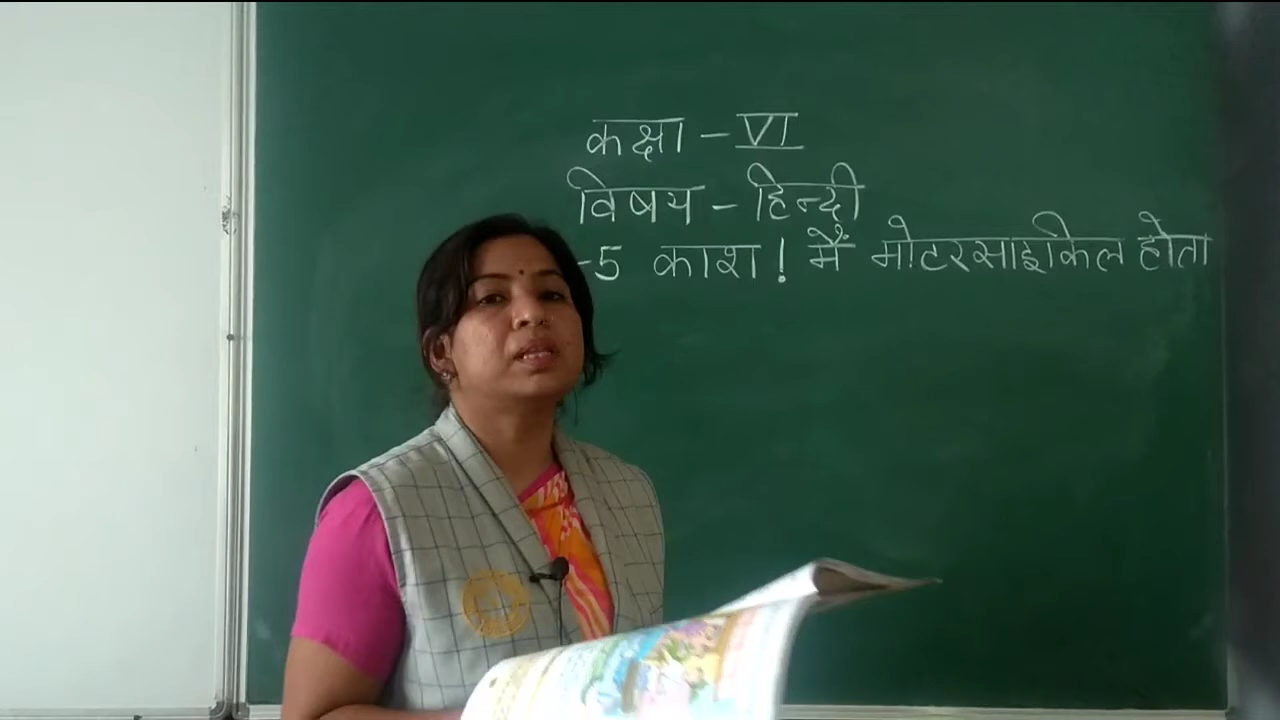 कक्षा - VI
विषय - हिन्दी
-5 काश! मैं मोटरसाइकिल होता